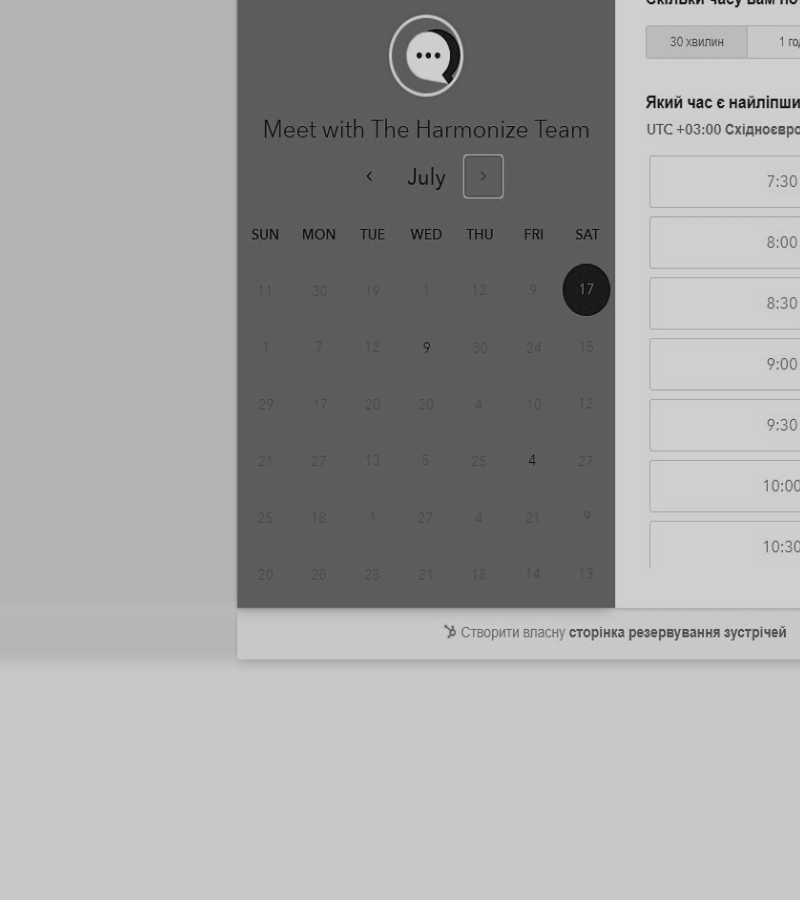 Meet with The Harmonize Team
July
SUN MON TUE WED THU FRI SAT
11 30 19 1 12 9 17
1 7 12 9 30 24 15
29 17 20 20 4 10 12
21 27 13 5 25 4 27
25 18 1 27 4 21 9
20 28 28 21 18 14 13
Скільки часу вам по
30 хвилин 1 го
Який час є найліпши
UTC +03:00 Східноєвро
7:30
8:00
8:30
9:00
9:30
10:00
10:30
Створити власну сторінка резервування зустрічей